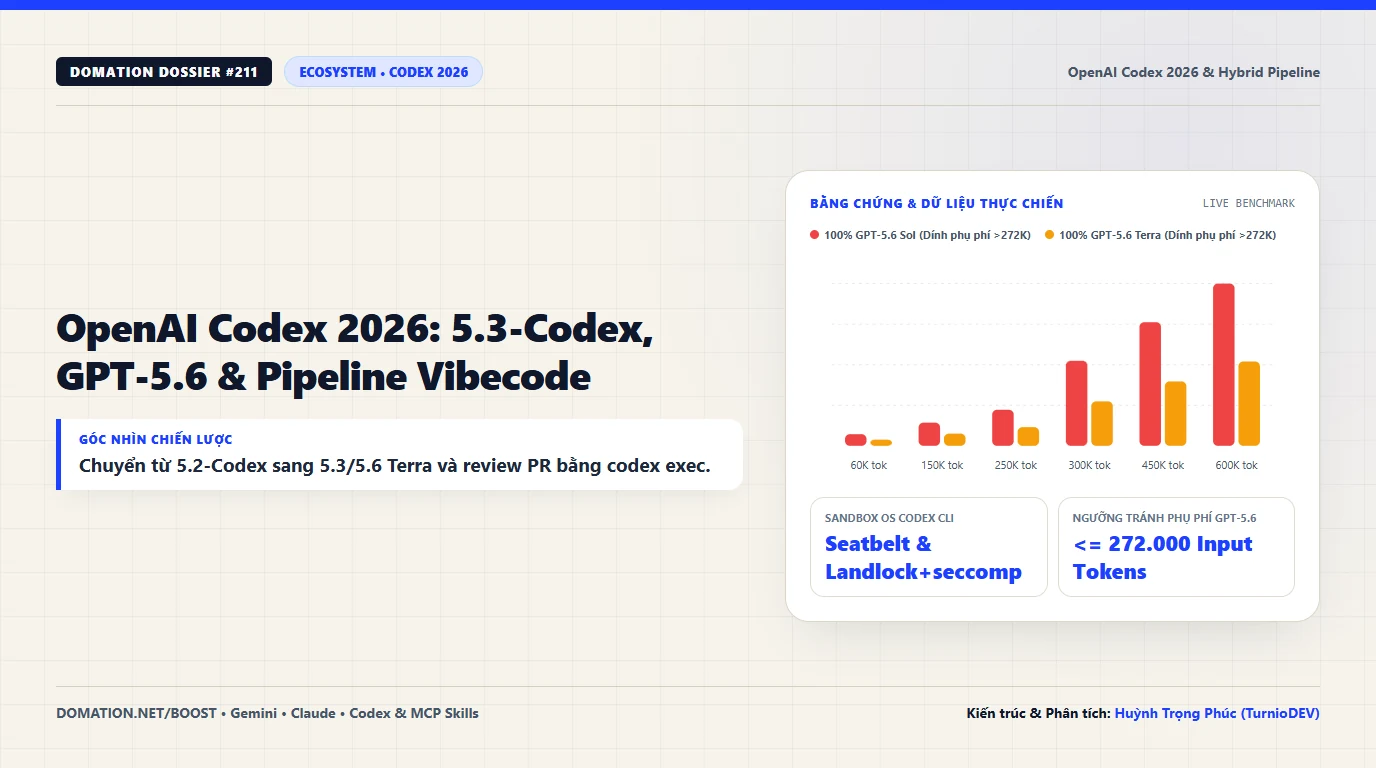 DOMATION DOSSIER #211
ECOSYSTEM • CODEX 2026
OpenAI Codex 2026 & Hybrid Pipeline
OpenAI Codex 2026: 5.3-Codex,
GPT-5.6 & Pipeline Vibecode
GÓC NHÌN CHIẾN LƯỢC
Chuyển từ 5.2-Codex sang 5.3/5.6 Terra và review PR bằng codex exec.
BẰNG CHỨNG & DỮ LIỆU THỰC CHIẾN
LIVE BENCHMARK
100% GPT-5.6 Sol (Dính phụ phí >272K)
100% GPT-5.6 Terra (Dính phụ phí >272K)
60K tok
150K tok
250K tok
300K tok
450K tok
600K tok
SANDBOX OS CODEX CLI
Seatbelt &
Landlock+seccomp
NGƯỠNG TRÁNH PHỤ PHÍ GPT-5.6
<= 272.000 Input
Tokens
DOMATION.NET/BOOST • Gemini • Claude • Codex & MCP Skills
Kiến trúc & Phân tích: Huỳnh Trọng Phúc (TurnioDEV)